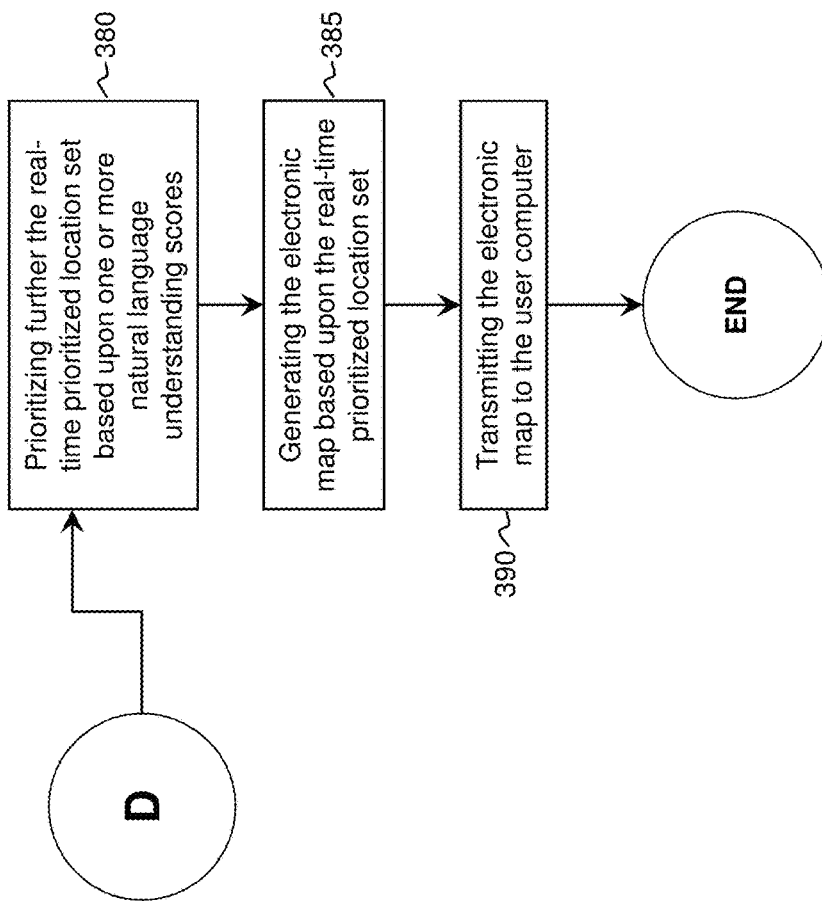 D
Prioritizing further the real-
time prioritized location set
based upon one or more
natural language
understanding scores
380
Generating the electronic
map based upon the real-time
prioritized location set
385
Transmitting the electronic
map to the user computer
390
END